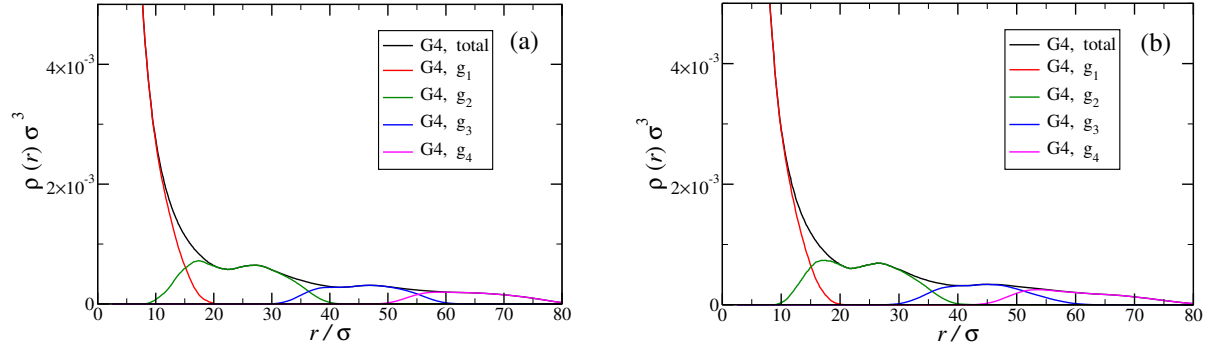 (a)
G4, total
G4, g₁
G4, g₂
G4, g₃
G4, g₄
4×10⁻³
2×10⁻³
0
ρ (r) σ³
0 10 20 30 40 50 60 70 80
r / σ
(b)
G4, total
G4, g₁
G4, g₂
G4, g₃
G4, g₄
4×10⁻³
2×10⁻³
0
ρ (r) σ³
0 10 20 30 40 50 60 70 80
r / σ